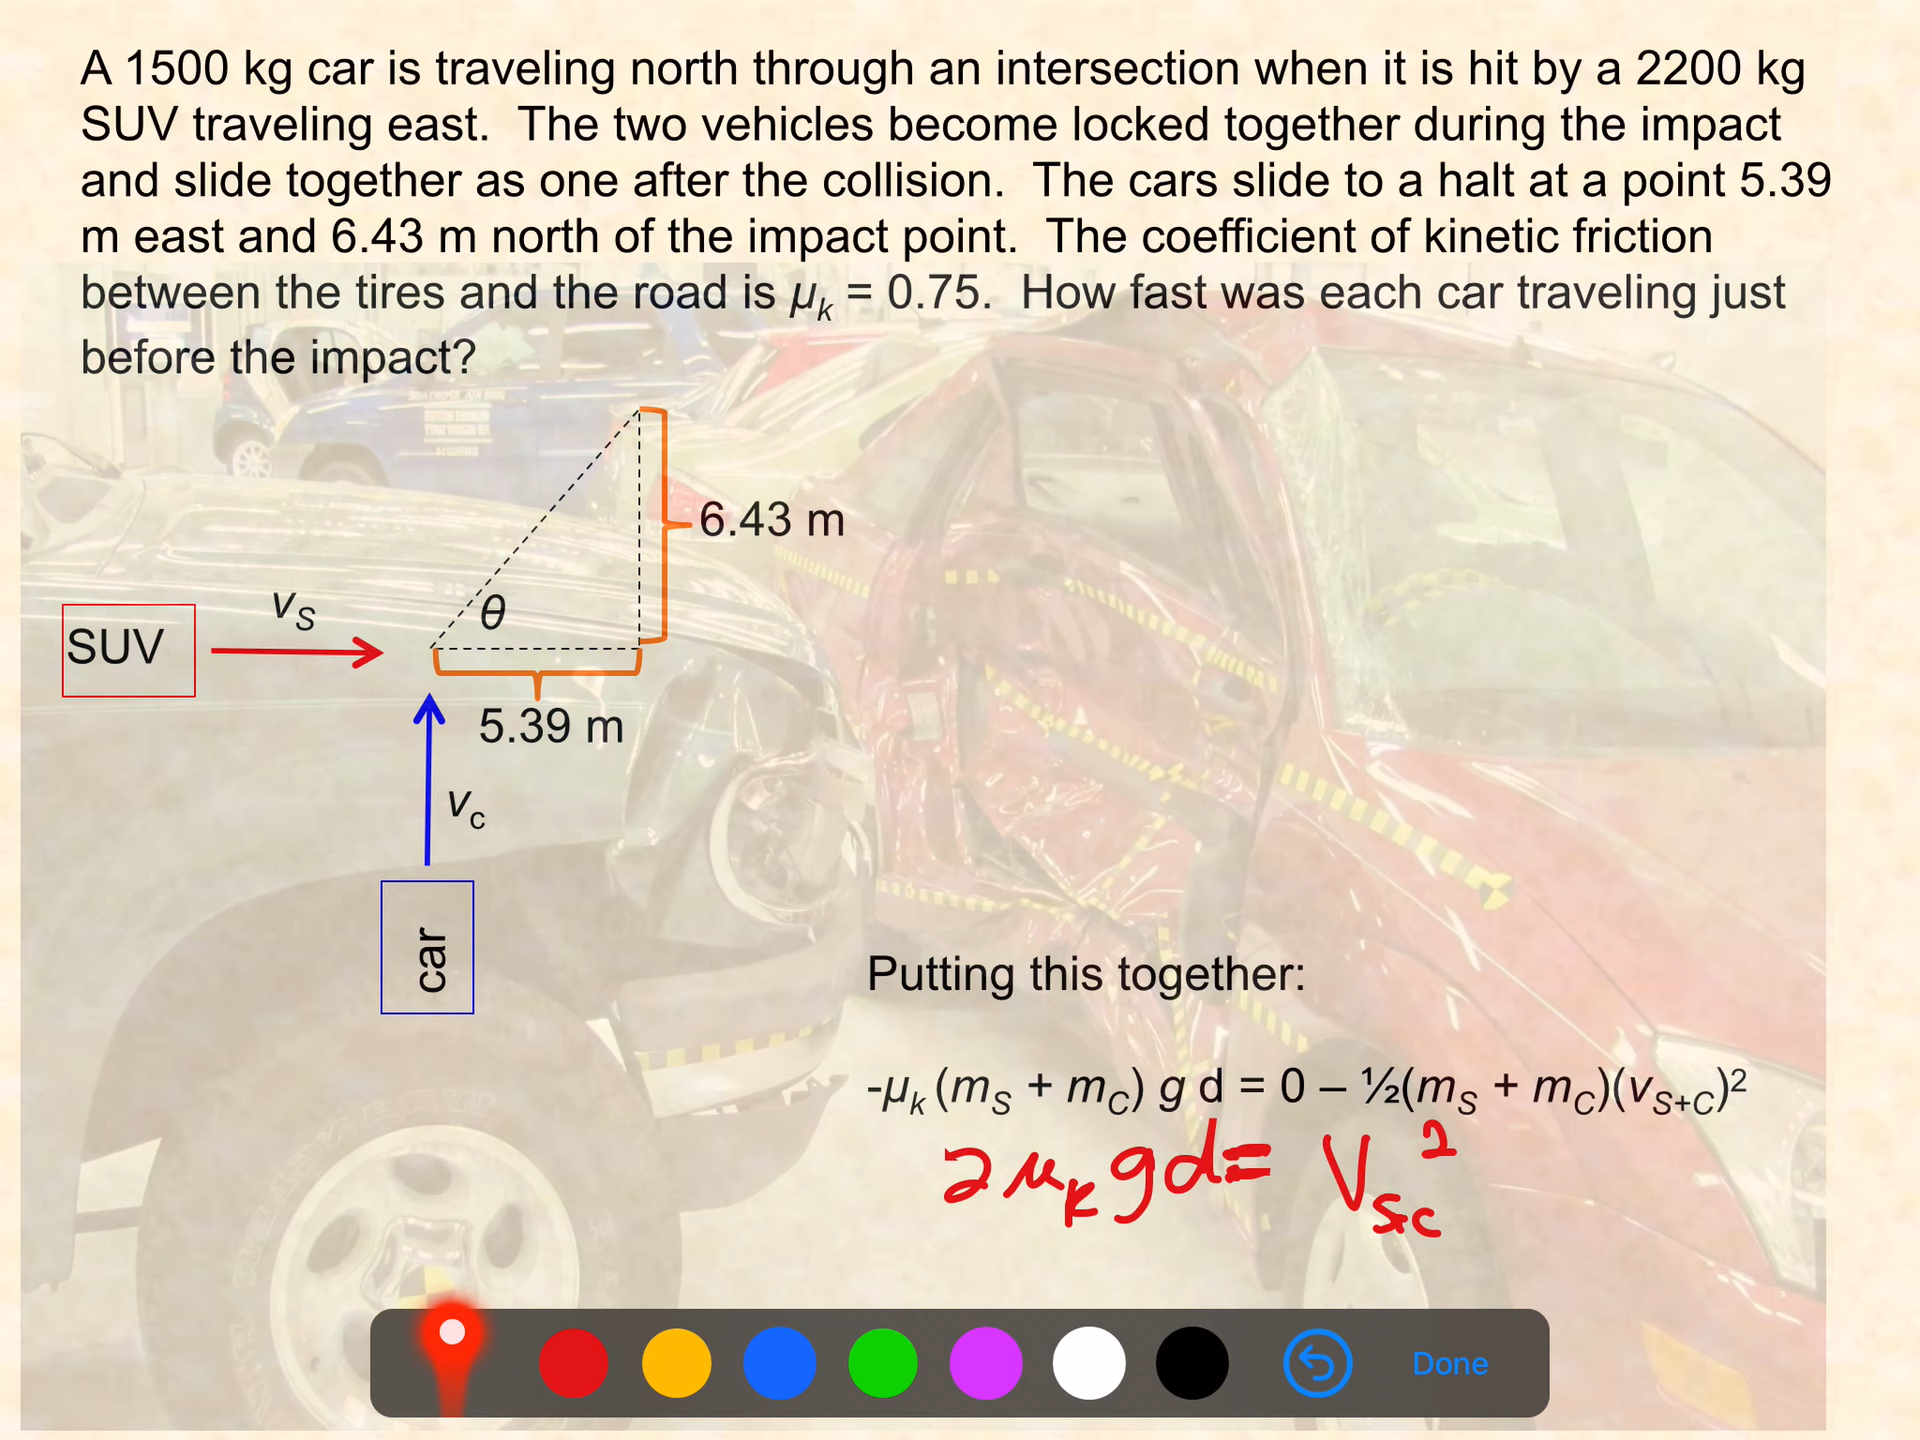 A 1500 kg car is traveling north through an intersection when it is hit by a 2200 kg
SUV traveling east.  The two vehicles become locked together during the impact
and slide together as one after the collision.  The cars slide to a halt at a point 5.39
m east and 6.43 m north of the impact point.  The coefficient of kinetic friction
between the tires and the road is μk = 0.75.  How fast was each car traveling just
before the impact?
6.43 m
θ
vS
SUV
5.39 m
vc
car
Putting this together:
-μk (mS + mC) g d = 0 – ½(mS + mC)(vS+C)²
2μk gd = V²S+C
Done